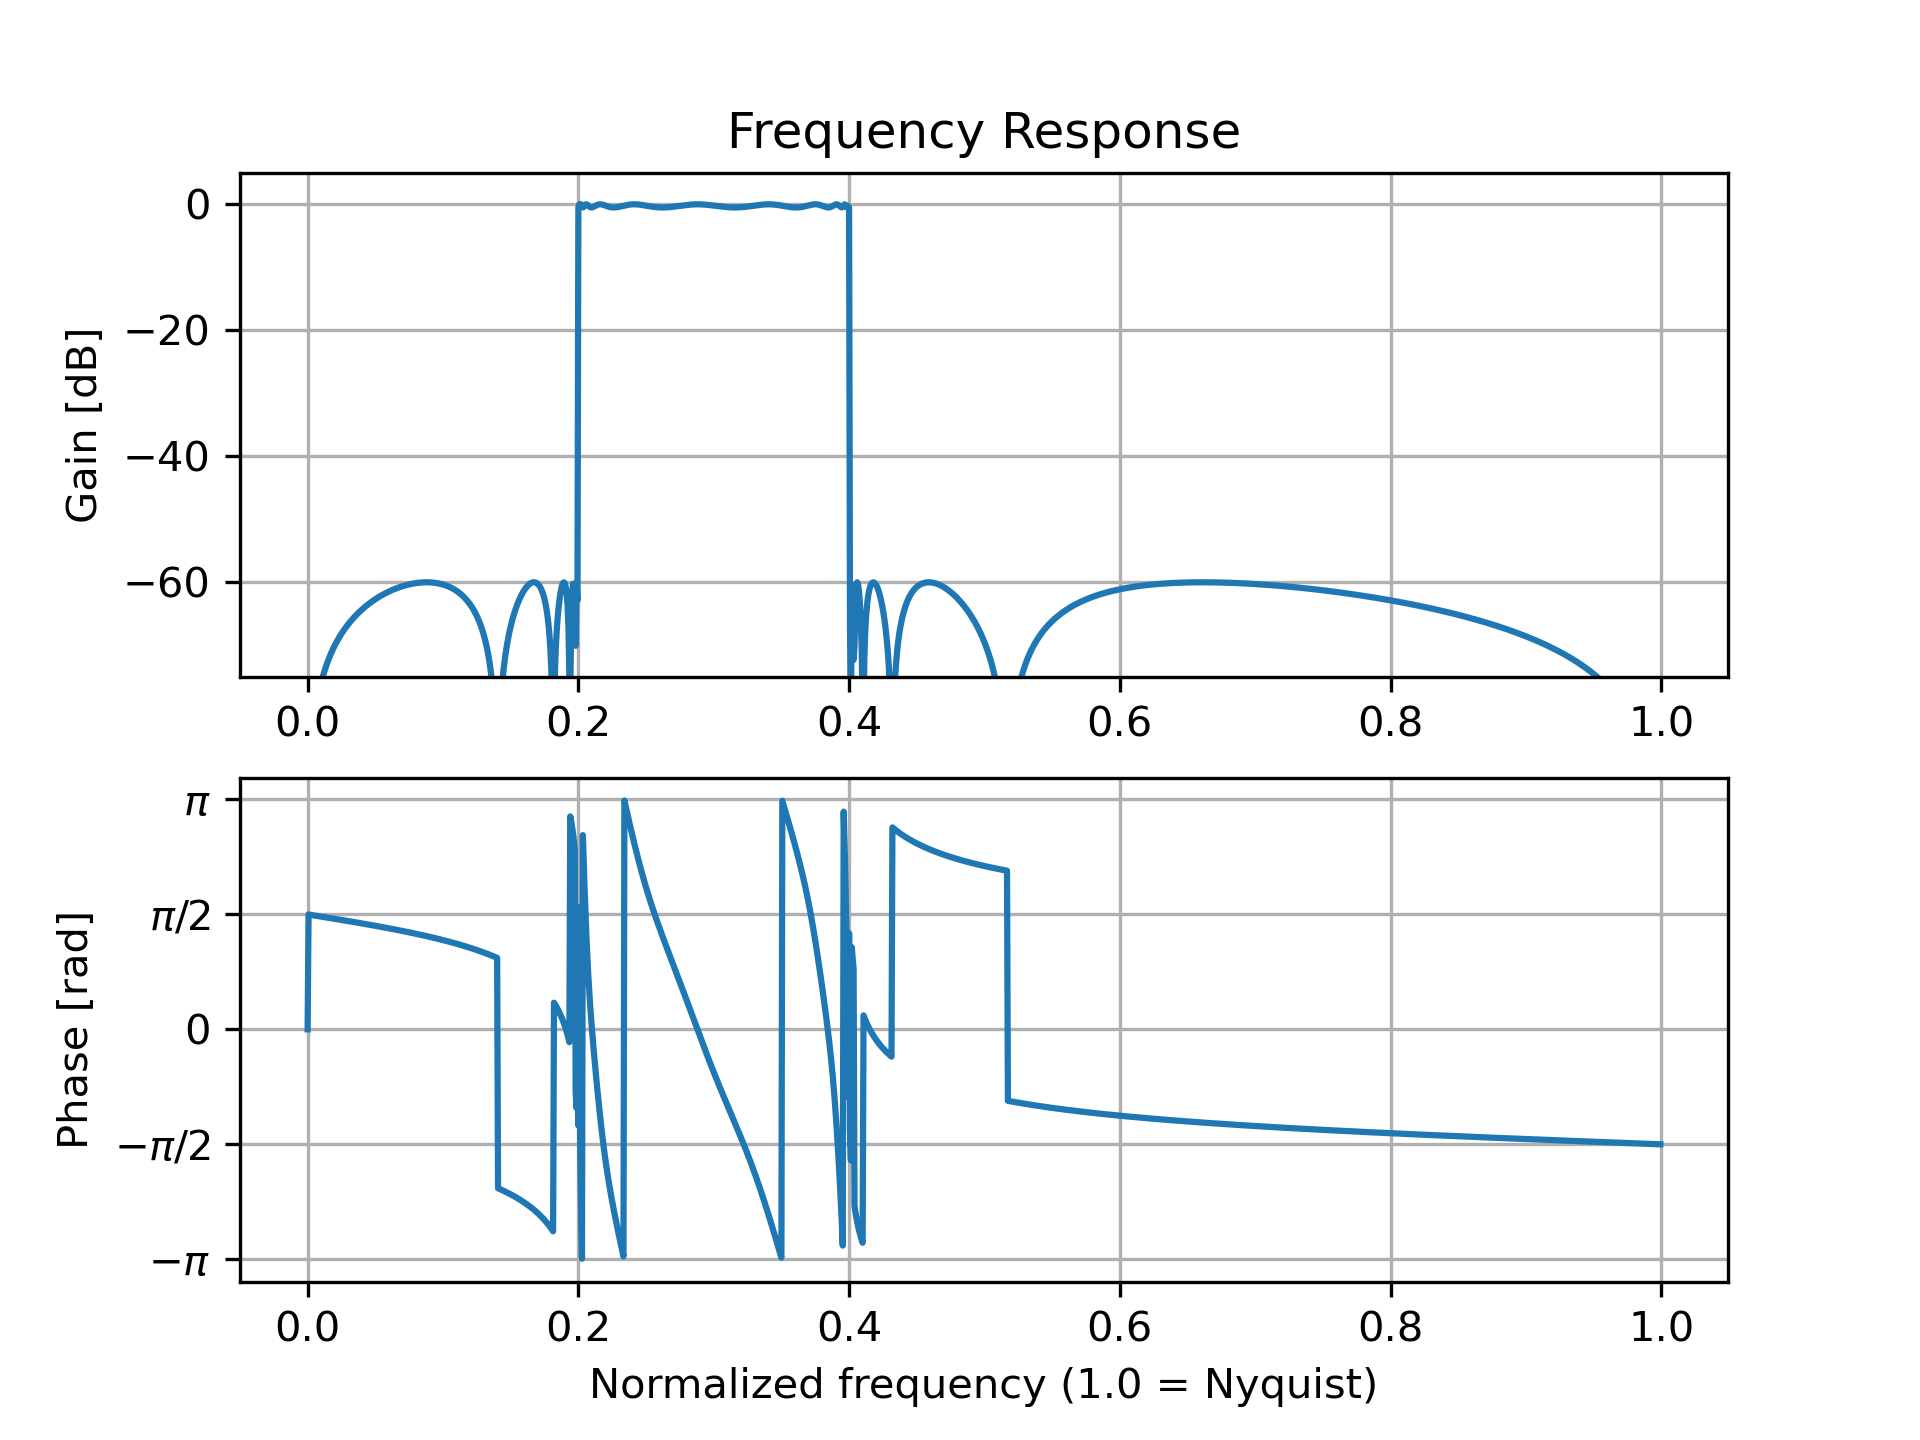 Frequency Response
Gain [dB]
0
−20
−40
−60
0.0 0.2 0.4 0.6 0.8 1.0
Phase [rad]
π
π/2
0
−π/2
−π
0.0 0.2 0.4 0.6 0.8 1.0
Normalized frequency (1.0 = Nyquist)